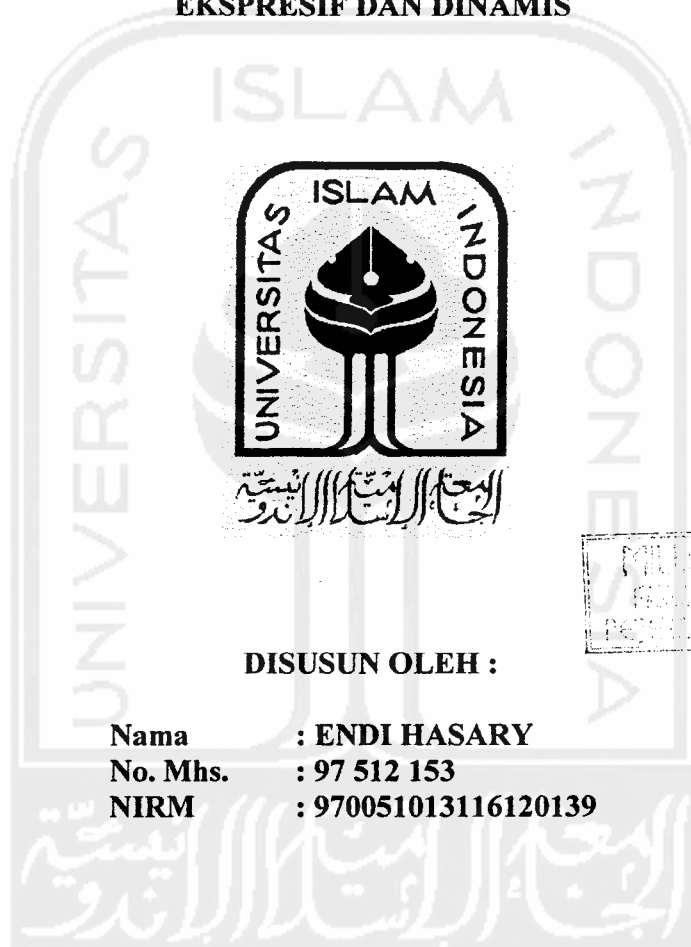 EKSPRESIF DAN DINAMIS
UNIVERSITAS ISLAM INDONESIA
الجامعة الإسلامية الإندونيسية
DISUSUN OLEH :
Nama : ENDI HASARY
No. Mhs. : 97 512 153
NIRM : 970051013116120139